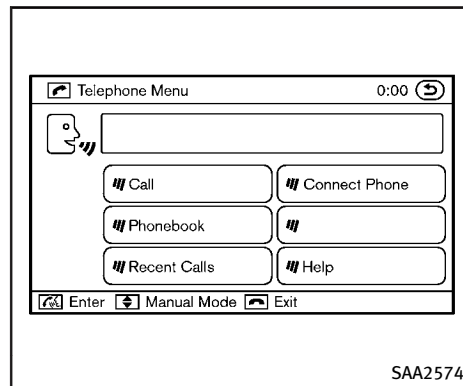 Telephone Menu 0:00
Call Connect Phone
Phonebook
Recent Calls Help
Enter Manual Mode Exit
SAA2574